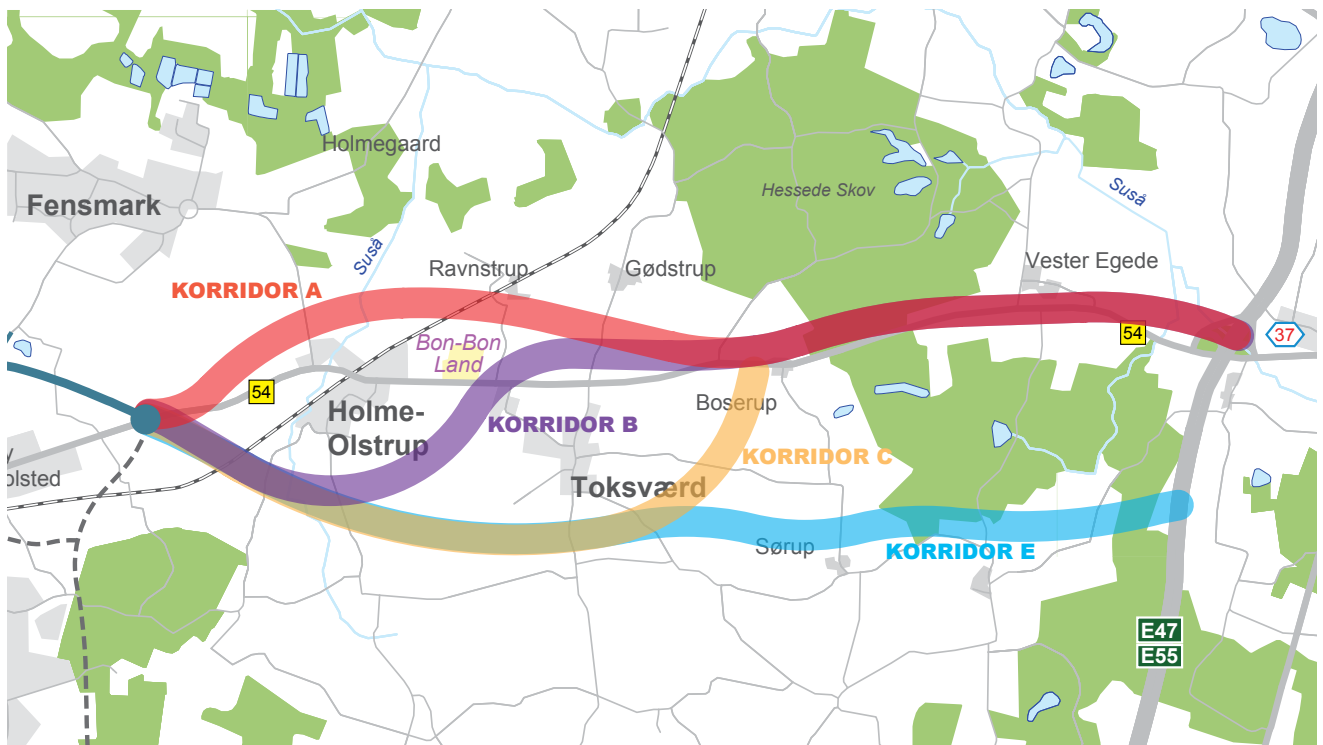 Holmegaard
Hessede Skov
Suså
Fensmark
Suså
Ravnstrup
Gødstrup
Vester Egede
KORRIDOR A
54
37
Bon-Bon
Land
54
Boserup
Holme-
Olstrup
KORRIDOR B
KORRIDOR C
olsted
Toksværd
Sørup
KORRIDOR E
E47
E55